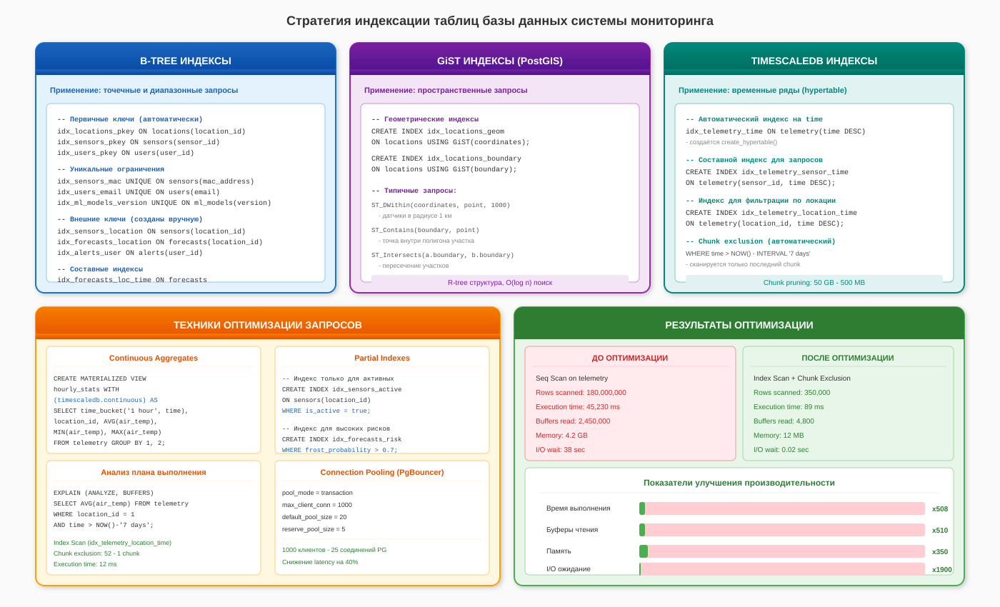 Стратегия индексации таблиц базы данных системы мониторинга
B-TREE ИНДЕКСЫ
Применение: точечные и диапазонные запросы
-- Первичные ключи (автоматически)
idx_locations_pkey ON locations(location_id)
idx_sensors_pkey ON sensors(sensor_id)
idx_users_pkey ON users(user_id)
-- Уникальные ограничения
idx_sensors_mac UNIQUE ON sensors(mac_address)
idx_users_email UNIQUE ON users(email)
idx_ml_models_version UNIQUE ON ml_models(version)
-- Внешние ключи (созданы вручную)
idx_sensors_location ON sensors(location_id)
idx_forecasts_location ON forecasts(location_id)
idx_alerts_user ON alerts(user_id)
-- Составные индексы
idx_forecasts_loc_time ON forecasts
GiST ИНДЕКСЫ (PostGIS)
Применение: пространственные запросы
-- Геометрические индексы
CREATE INDEX idx_locations_geom
ON locations USING GiST(coordinates);
CREATE INDEX idx_locations_boundary
ON locations USING GiST(boundary);
-- Типичные запросы:
ST_DWithin(coordinates, point, 1000)
- датчики в радиусе 1 км
ST_Contains(boundary, point)
- точка внутри полигона участка
ST_Intersects(a.boundary, b.boundary)
- пересечение участков
R-tree структура, O(log n) поиск
TIMESCALEDB ИНДЕКСЫ
Применение: временные ряды (hypertable)
-- Автоматический индекс на time
idx_telemetry_time ON telemetry(time DESC)
- создаётся create_hypertable()
-- Составной индекс для запросов
CREATE INDEX idx_telemetry_sensor_time
ON telemetry(sensor_id, time DESC);
-- Индекс для фильтрации по локации
CREATE INDEX idx_telemetry_location_time
ON telemetry(location_id, time DESC);
-- Chunk exclusion (автоматический)
WHERE time > NOW() - INTERVAL '7 days'
- сканируется только последний chunk
Chunk pruning: 50 GB - 500 MB
ТЕХНИКИ ОПТИМИЗАЦИИ ЗАПРОСОВ
Continuous Aggregates
CREATE MATERIALIZED VIEW
hourly_stats WITH
(timescaledb.continuous) AS
SELECT time_bucket('1 hour', time),
location_id, AVG(air_temp),
MIN(air_temp), MAX(air_temp)
FROM telemetry GROUP BY 1, 2;
Partial Indexes
-- Индекс только для активных
CREATE INDEX idx_sensors_active
ON sensors(location_id)
WHERE is_active = true;
-- Индекс для высоких рисков
CREATE INDEX idx_forecasts_risk
WHERE frost_probability > 0.7;
Анализ плана выполнения
EXPLAIN (ANALYZE, BUFFERS)
SELECT AVG(air_temp) FROM telemetry
WHERE location_id = 1
AND time > NOW()-'7 days';
Index Scan (idx_telemetry_location_time)
Chunk exclusion: 52 - 1 chunk
Execution time: 12 ms
Connection Pooling (PgBouncer)
pool_mode = transaction
max_client_conn = 1000
default_pool_size = 20
reserve_pool_size = 5
1000 клиентов - 25 соединений PG
Снижение latency на 40%
РЕЗУЛЬТАТЫ ОПТИМИЗАЦИИ
ДО ОПТИМИЗАЦИИ
Seq Scan on telemetry
Rows scanned: 180,000,000
Execution time: 45,230 ms
Buffers read: 2,450,000
Memory: 4.2 GB
I/O wait: 38 sec
ПОСЛЕ ОПТИМИЗАЦИИ
Index Scan + Chunk Exclusion
Rows scanned: 350,000
Execution time: 89 ms
Buffers read: 4,800
Memory: 12 MB
I/O wait: 0.02 sec
Показатели улучшения производительности
Время выполнения x508
Буферы чтения x510
Память x350
I/O ожидание x1900